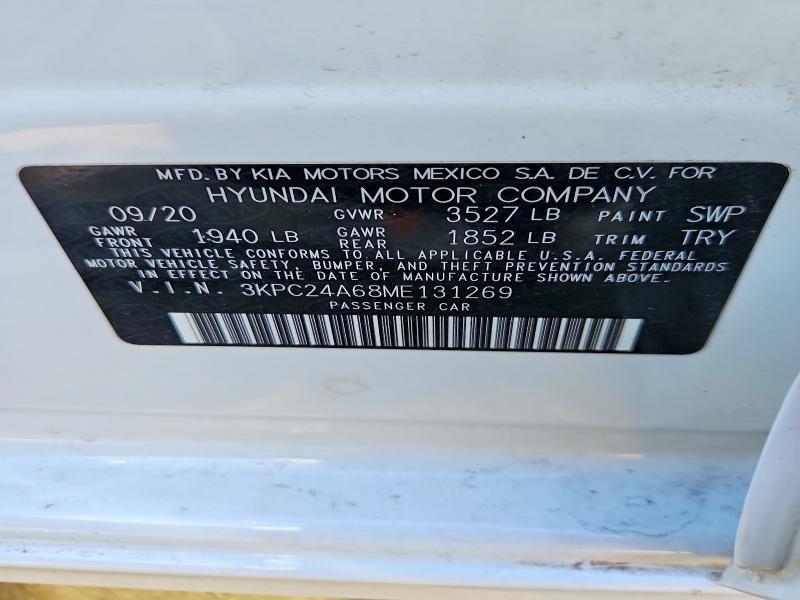 MFD. BY KIA MOTORS MEXICO S.A. DE C.V. FOR
HYUNDAI MOTOR COMPANY
09/20 GVWR 3527 LB PAINT SWP
GAWR FRONT 1940 LB GAWR REAR 1852 LB TRIM TRY
THIS VEHICLE CONFORMS TO ALL APPLICABLE U.S.A. FEDERAL
MOTOR VEHICLE SAFETY, BUMPER, AND THEFT PREVENTION STANDARDS
IN EFFECT ON THE DATE OF MANUFACTURE SHOWN ABOVE.
V.I.N. 3KPC24A68ME131269
PASSENGER CAR